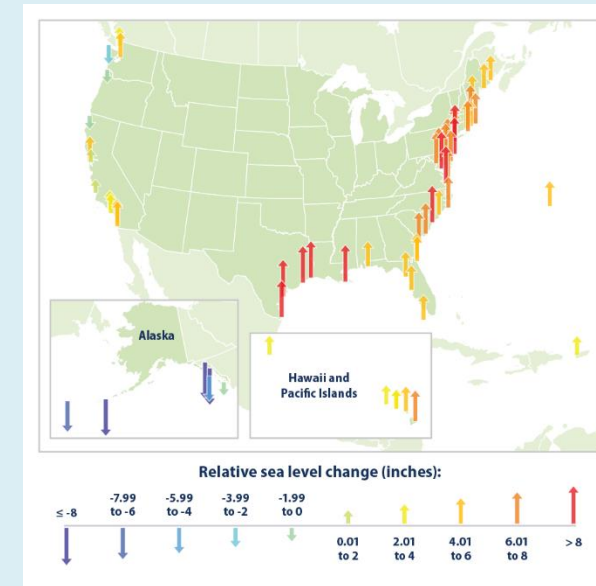 Alaska
Hawaii and
Pacific Islands
Relative sea level change (inches):
≤ -8
-7.99
to -6
-5.99
to -4
-3.99
to -2
-1.99
to 0
0.01
to 2
2.01
to 4
4.01
to 6
6.01
to 8
> 8